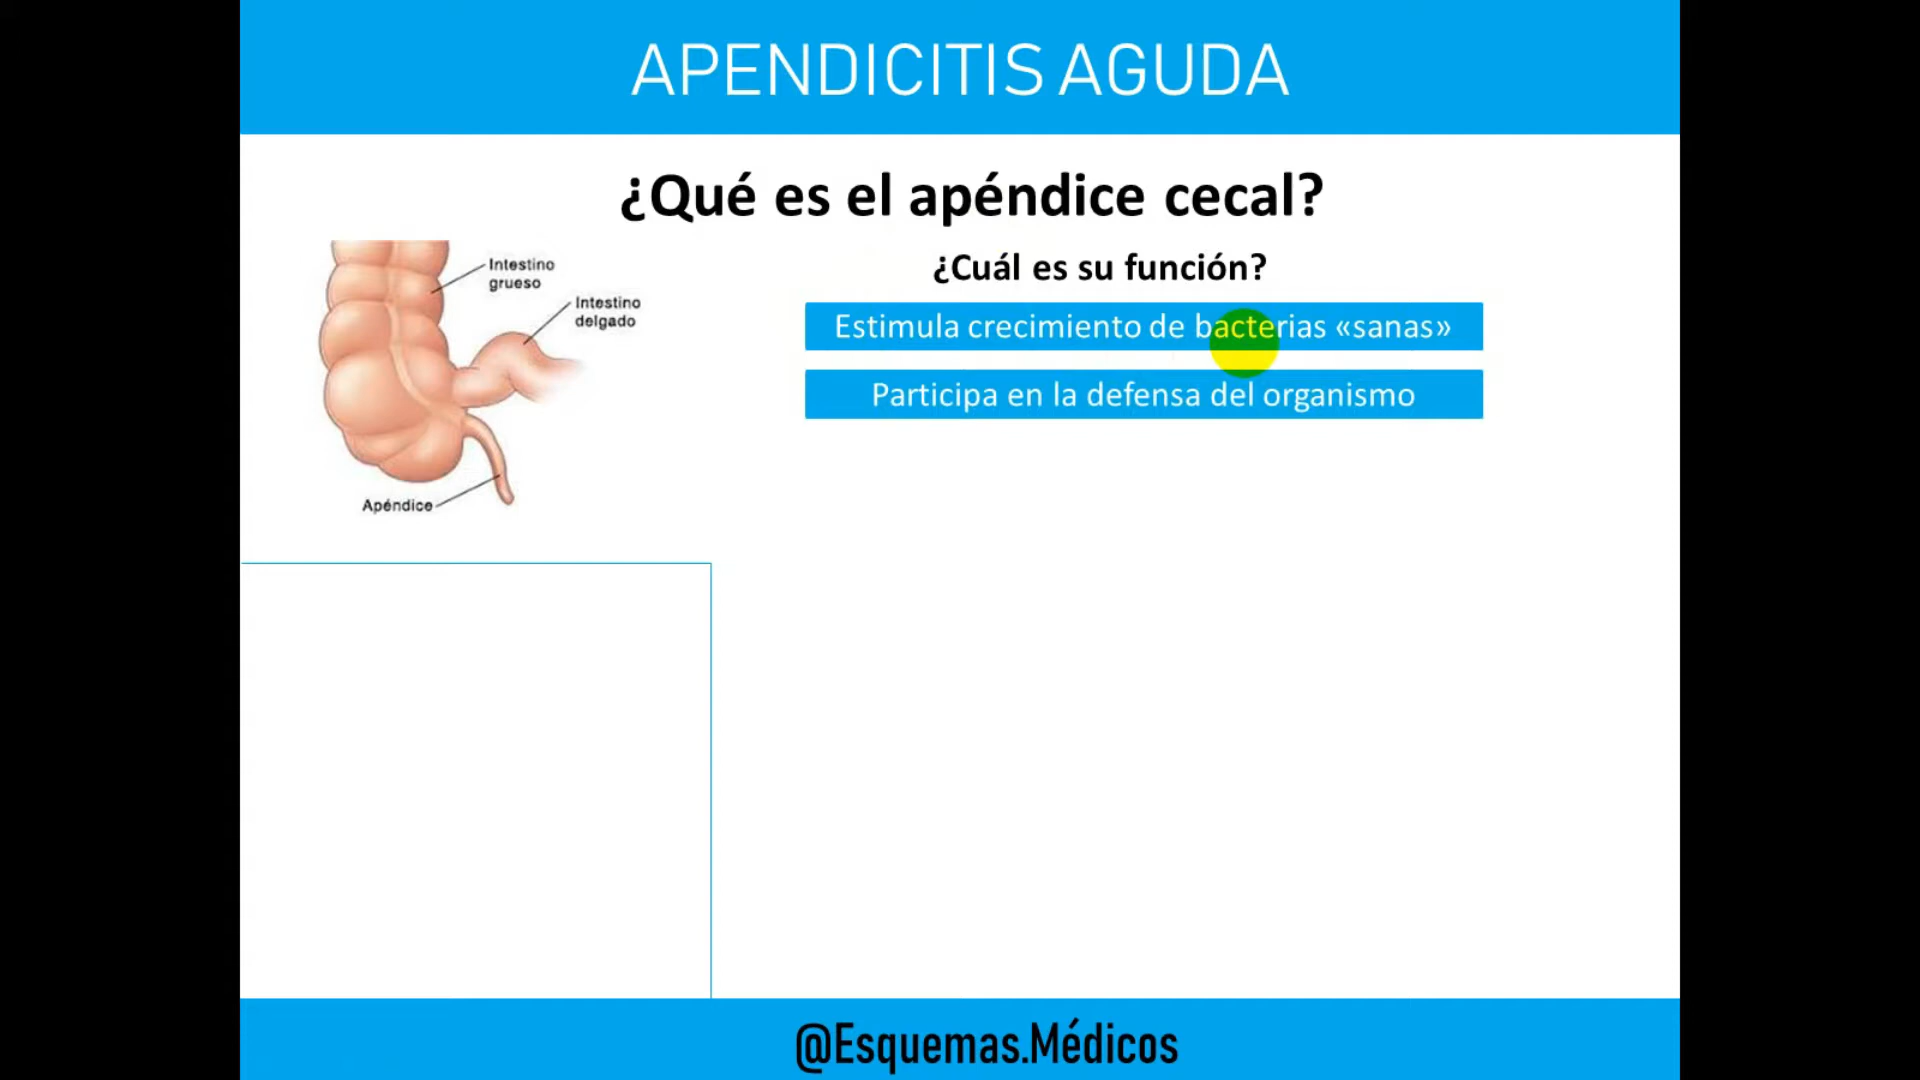 APENDICITIS AGUDA
¿Qué es el apéndice cecal?
Intestino
grueso
Intestino
delgado
Apéndice
¿Cuál es su función?
Estimula crecimiento de bacterias «sanas»
Participa en la defensa del organismo
@Esquemas.Médicos